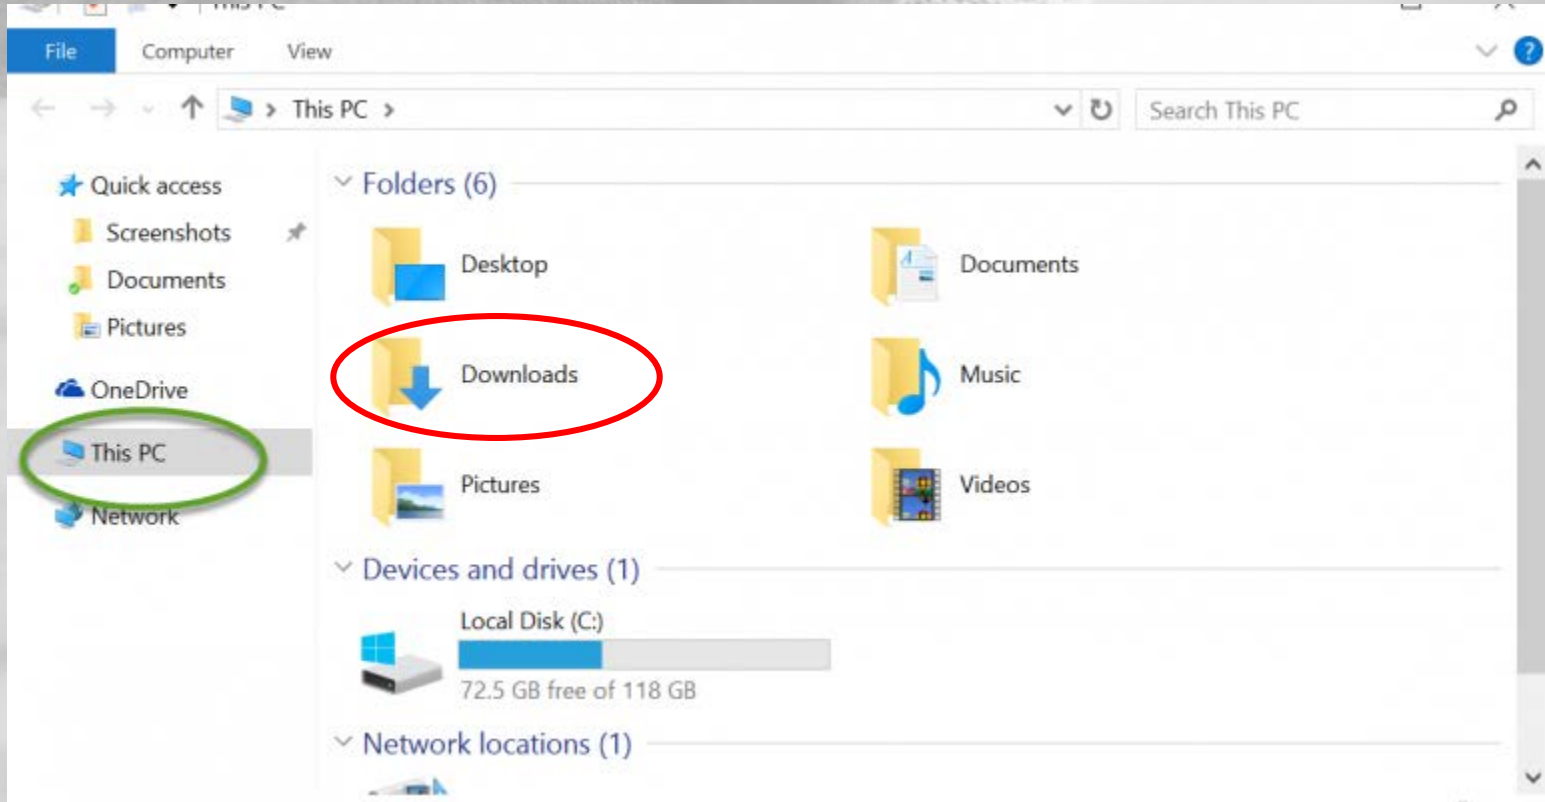 This PC
File Computer View
This PC
Search This PC
Quick access
Screenshots
Documents
Pictures
OneDrive
This PC
Network
Folders (6)
Desktop
Documents
Downloads
Music
Pictures
Videos
Devices and drives (1)
Local Disk (C:)
72.5 GB free of 118 GB
Network locations (1)